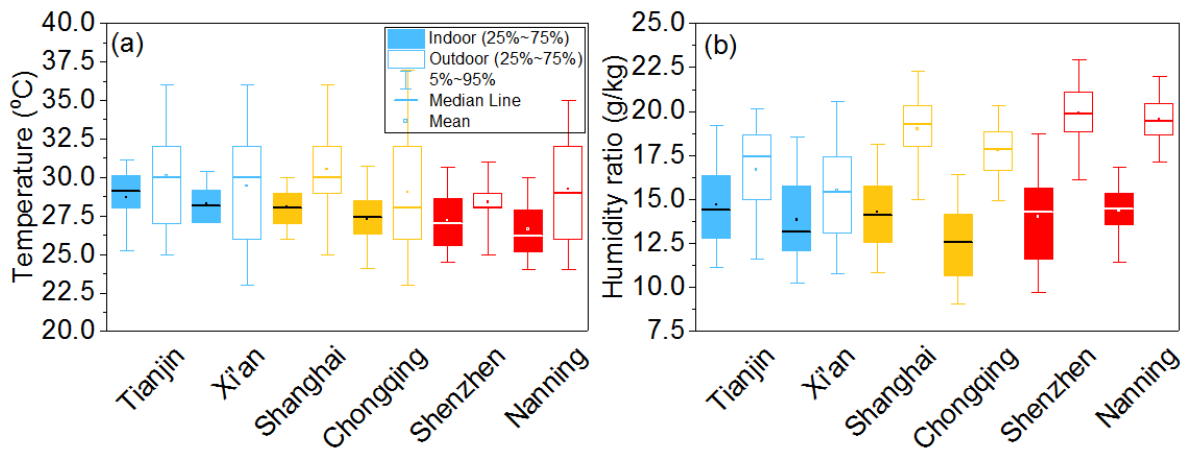 (a)
Temperature (ºC)
40.0
37.5
35.0
32.5
30.0
27.5
25.0
22.5
20.0
Indoor (25%~75%)
Outdoor (25%~75%)
5%~95%
Median Line
Mean
Tianjin
Xi'an
Shanghai
Chongqing
Shenzhen
Nanning
(b)
Humidity ratio (g/kg)
25.0
22.5
20.0
17.5
15.0
12.5
10.0
7.5
Tianjin
Xi'an
Shanghai
Chongqing
Shenzhen
Nanning